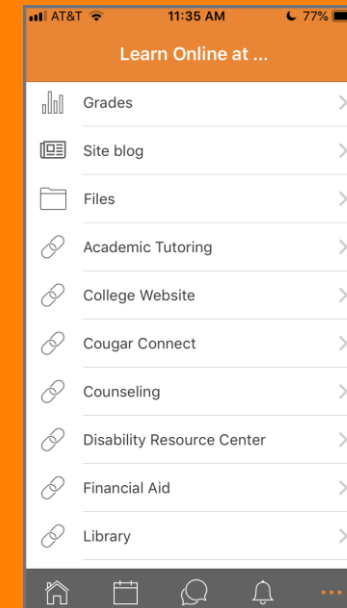 AT&T 11:35 AM 77%
Learn Online at ...
Grades
Site blog
Files
Academic Tutoring
College Website
Cougar Connect
Counseling
Disability Resource Center
Financial Aid
Library